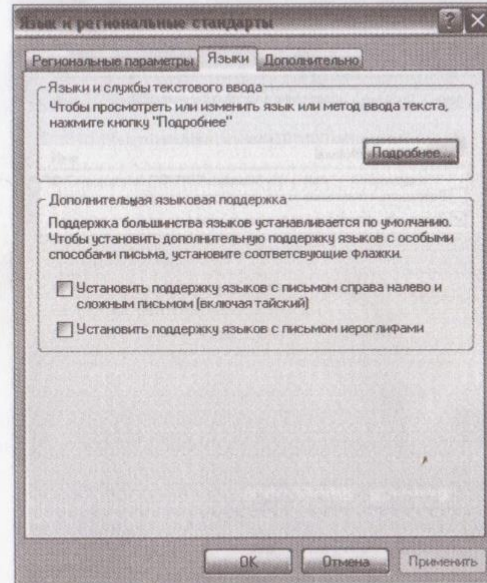 Язык и региональные стандарты
Региональные параметры Языки Дополнительно
Языки и службы текстового ввода
Чтобы просмотреть или изменить язык или метод ввода текста,
нажмите кнопку "Подробнее"
Подробнее...
Дополнительная языковая поддержка
Поддержка большинства языков устанавливается по умолчанию.
Чтобы установить дополнительную поддержку языков с особыми
способами письма, установите соответсвующие флажки.
Установить поддержку языков с письмом справа налево и
сложным письмом (включая тайский)
Установить поддержку языков с письмом иероглифами
OK Отмена Применить